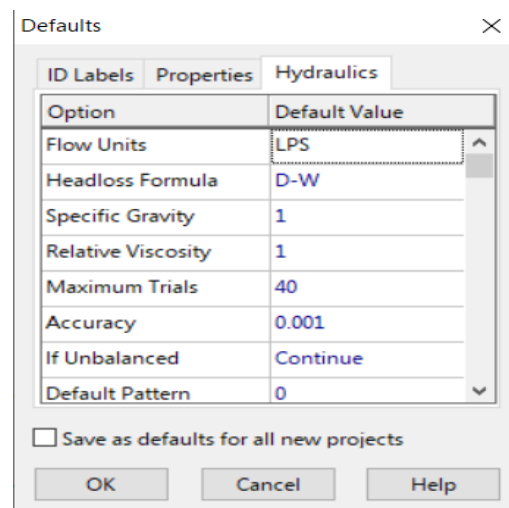 Defaults
ID Labels Properties Hydraulics
Option Default Value
Flow Units LPS
Headloss Formula D-W
Specific Gravity 1
Relative Viscosity 1
Maximum Trials 40
Accuracy 0.001
If Unbalanced Continue
Default Pattern 0
Save as defaults for all new projects
OK Cancel Help